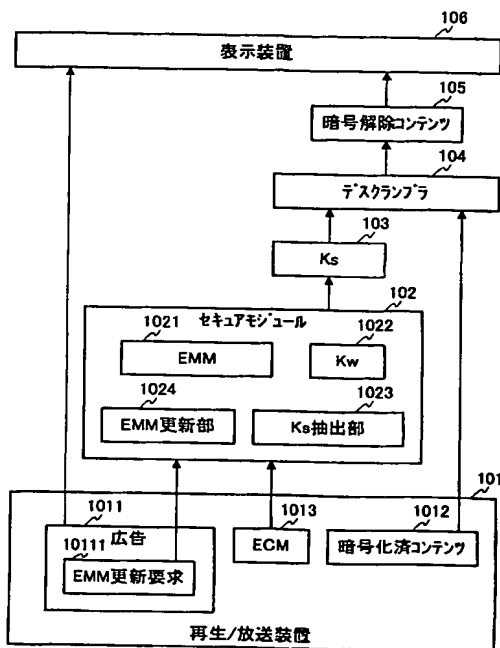 106
表示装置
105
暗号解除コンテンツ
104
デスクランブラ
103
Ks
102
セキュアモジュール
1021
EMM
1022
Kw
1024
EMM更新部
1023
Ks抽出部
101
1011
広告
10111
EMM更新要求
1013
ECM
1012
暗号化済コンテンツ
再生/放送装置